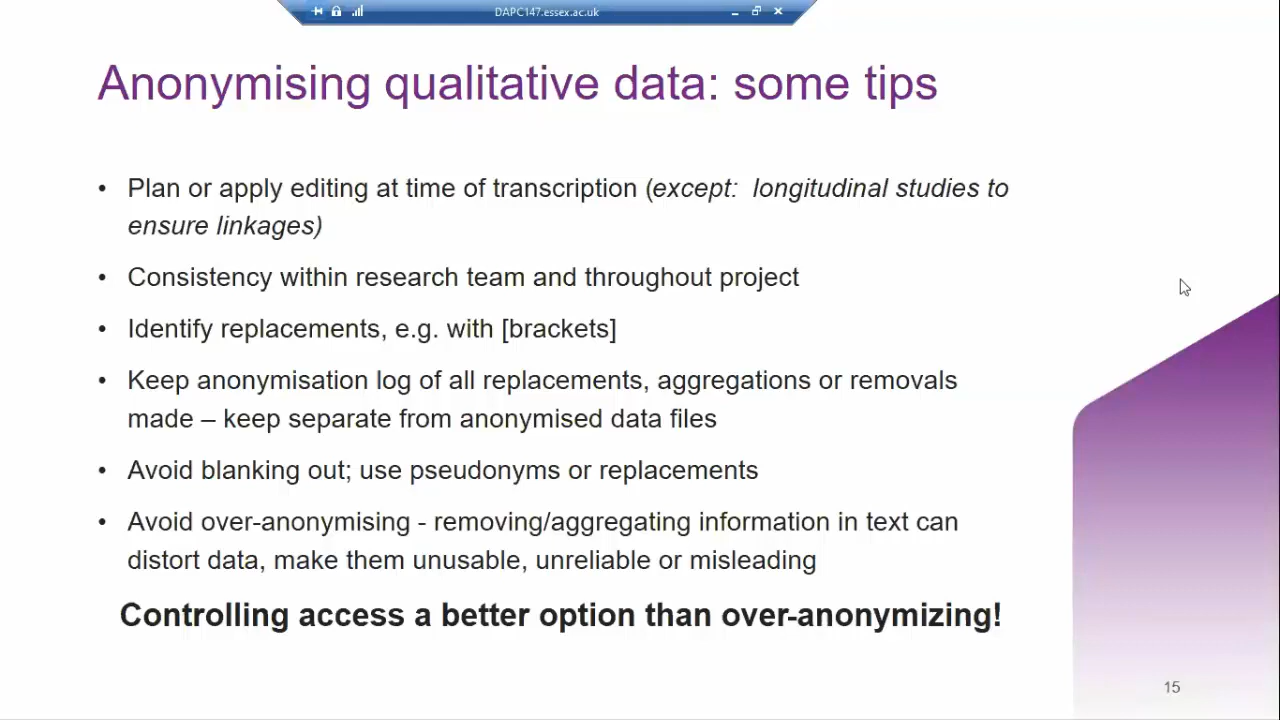 DAPC147.essex.ac.uk
Anonymising qualitative data: some tips
• Plan or apply editing at time of transcription (except:  longitudinal studies to
ensure linkages)
• Consistency within research team and throughout project
• Identify replacements, e.g. with [brackets]
• Keep anonymisation log of all replacements, aggregations or removals
made – keep separate from anonymised data files
• Avoid blanking out; use pseudonyms or replacements
• Avoid over-anonymising - removing/aggregating information in text can
distort data, make them unusable, unreliable or misleading
Controlling access a better option than over-anonymizing!
15